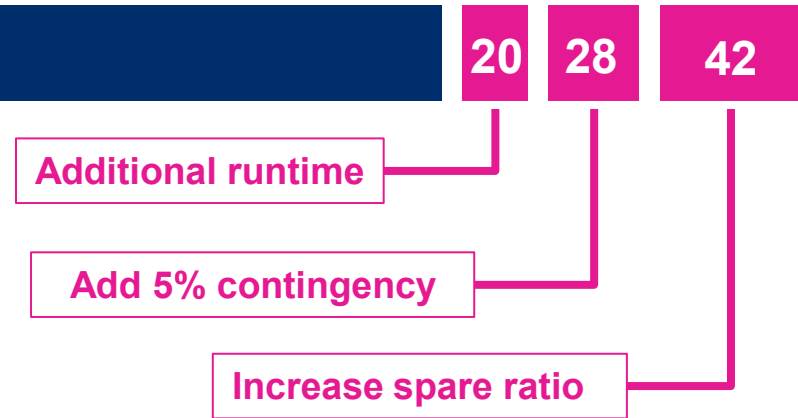 20 28 42
Additional runtime
Add 5% contingency
Increase spare ratio